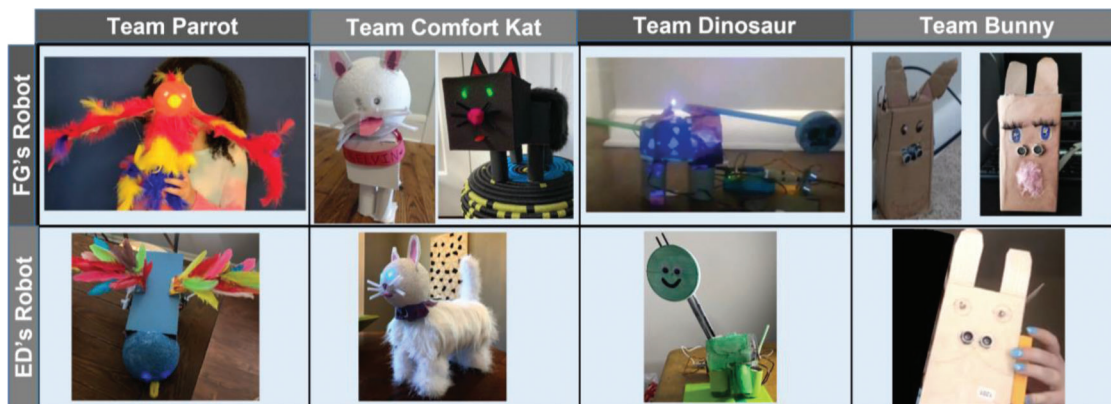 Team Parrot
Team Comfort Kat
Team Dinosaur
Team Bunny
FG's Robot
ED's Robot